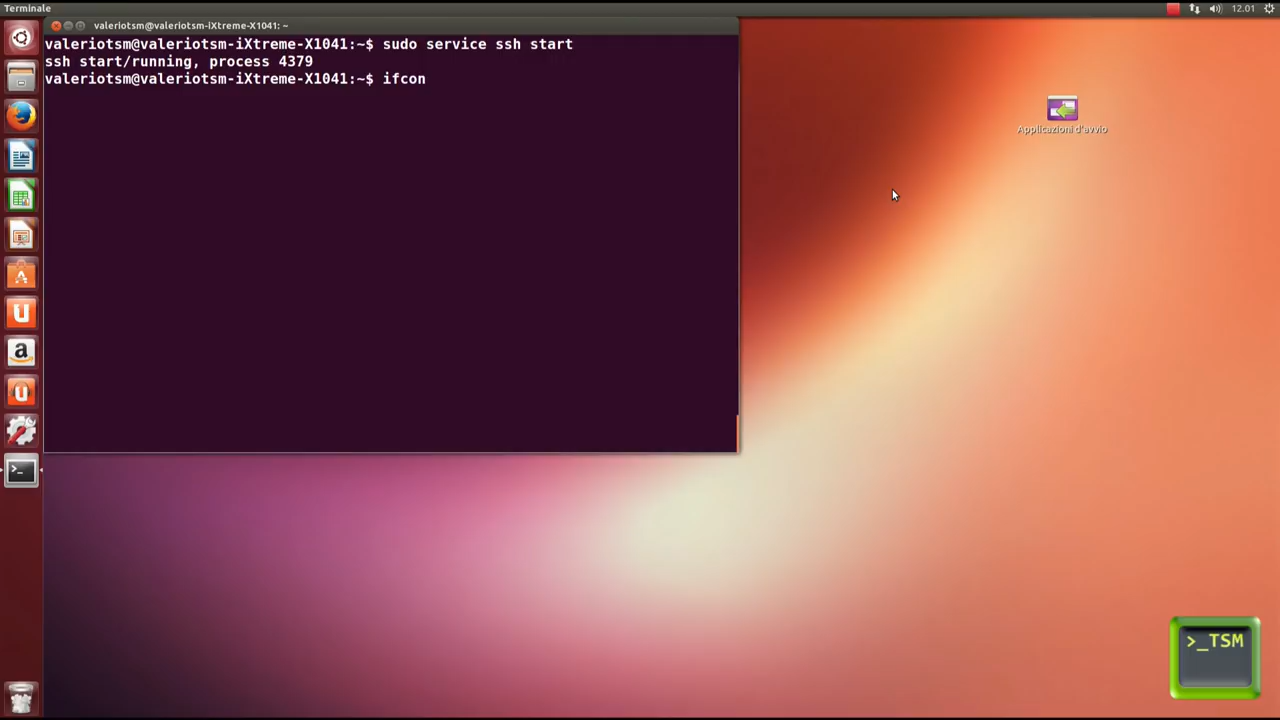 Terminale
12.01
valeriotsm@valeriotsm-iXtreme-X1041: ~
valeriotsm@valeriotsm-iXtreme-X1041:~$ sudo service ssh start
ssh start/running, process 4379
valeriotsm@valeriotsm-iXtreme-X1041:~$ ifcon
Applicazioni d'avvio
>_TSM